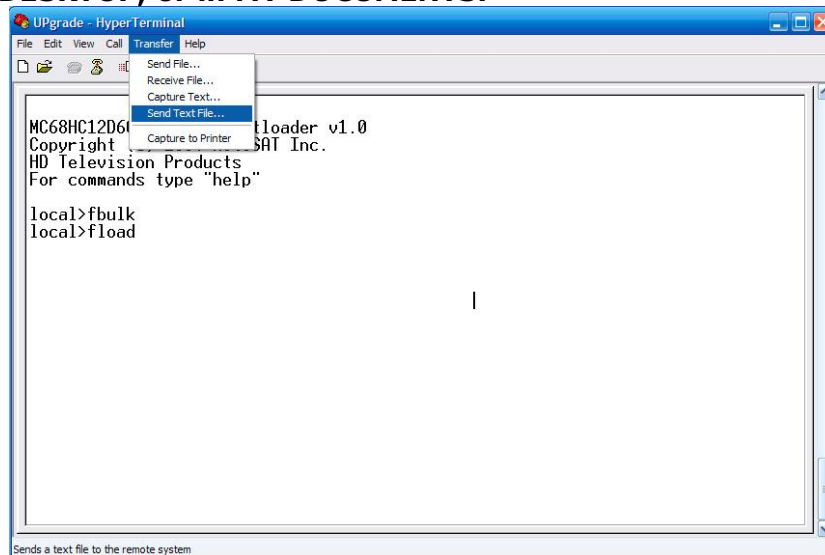 UPgrade - HyperTerminal
File Edit View Call Transfer Help
Send File...
Receive File...
Capture Text...
Send Text File...
Capture to Printer
tloader v1.0
Copyright Inc.
HD Television Products
For commands type "help"
local>fbulk
local>fload
Sends a text file to the remote system